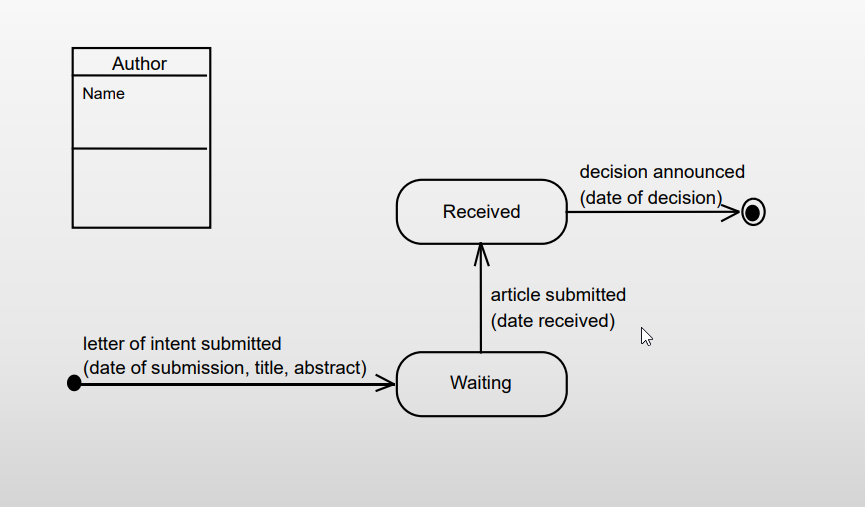 Author
Name
decision announced
(date of decision)
Received
article submitted
(date received)
letter of intent submitted
(date of submission, title, abstract)
Waiting